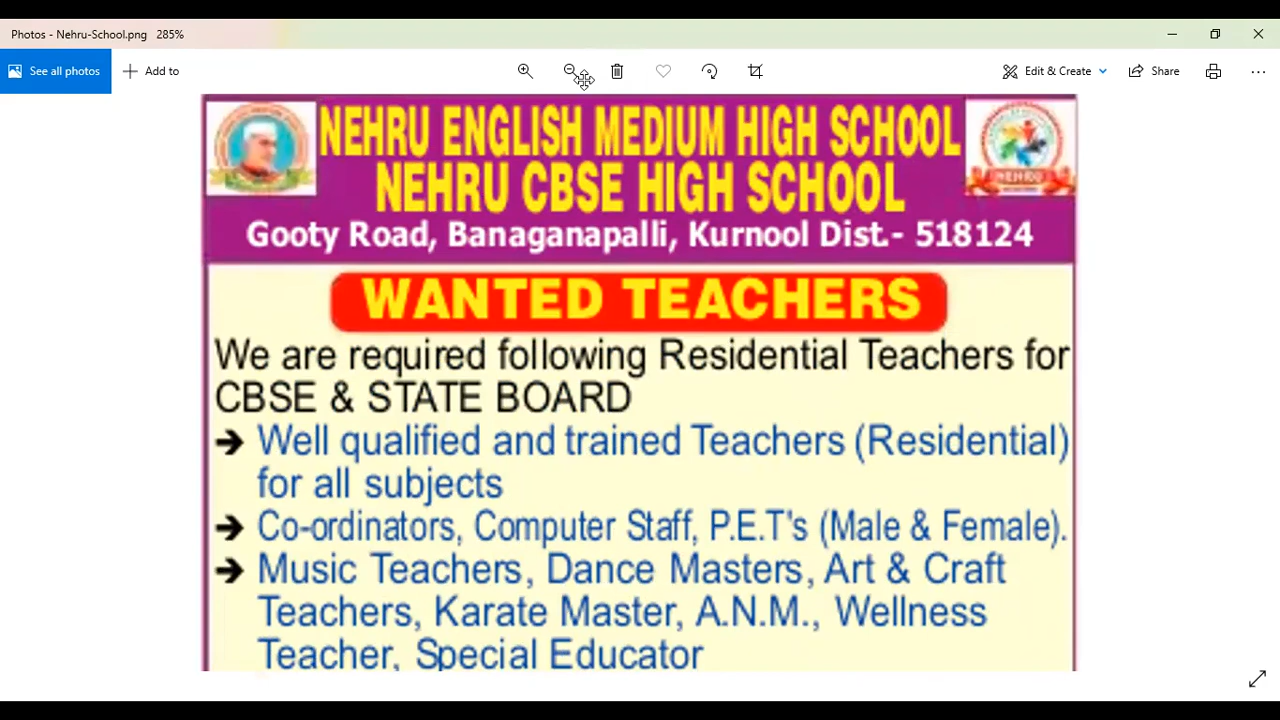 Photos - Nehru-School.png 285%
See all photos
Add to
Edit & Create
Share
NEHRU ENGLISH MEDIUM HIGH SCHOOL
NEHRU CBSE HIGH SCHOOL
NEHRU
Gooty Road, Banaganapalli, Kurnool Dist.- 518124
WANTED TEACHERS
We are required following Residential Teachers for
CBSE & STATE BOARD
➔ Well qualified and trained Teachers (Residential)
for all subjects
➔ Co-ordinators, Computer Staff, P.E.T's (Male & Female).
➔ Music Teachers, Dance Masters, Art & Craft
Teachers, Karate Master, A.N.M., Wellness
Teacher, Special Educator